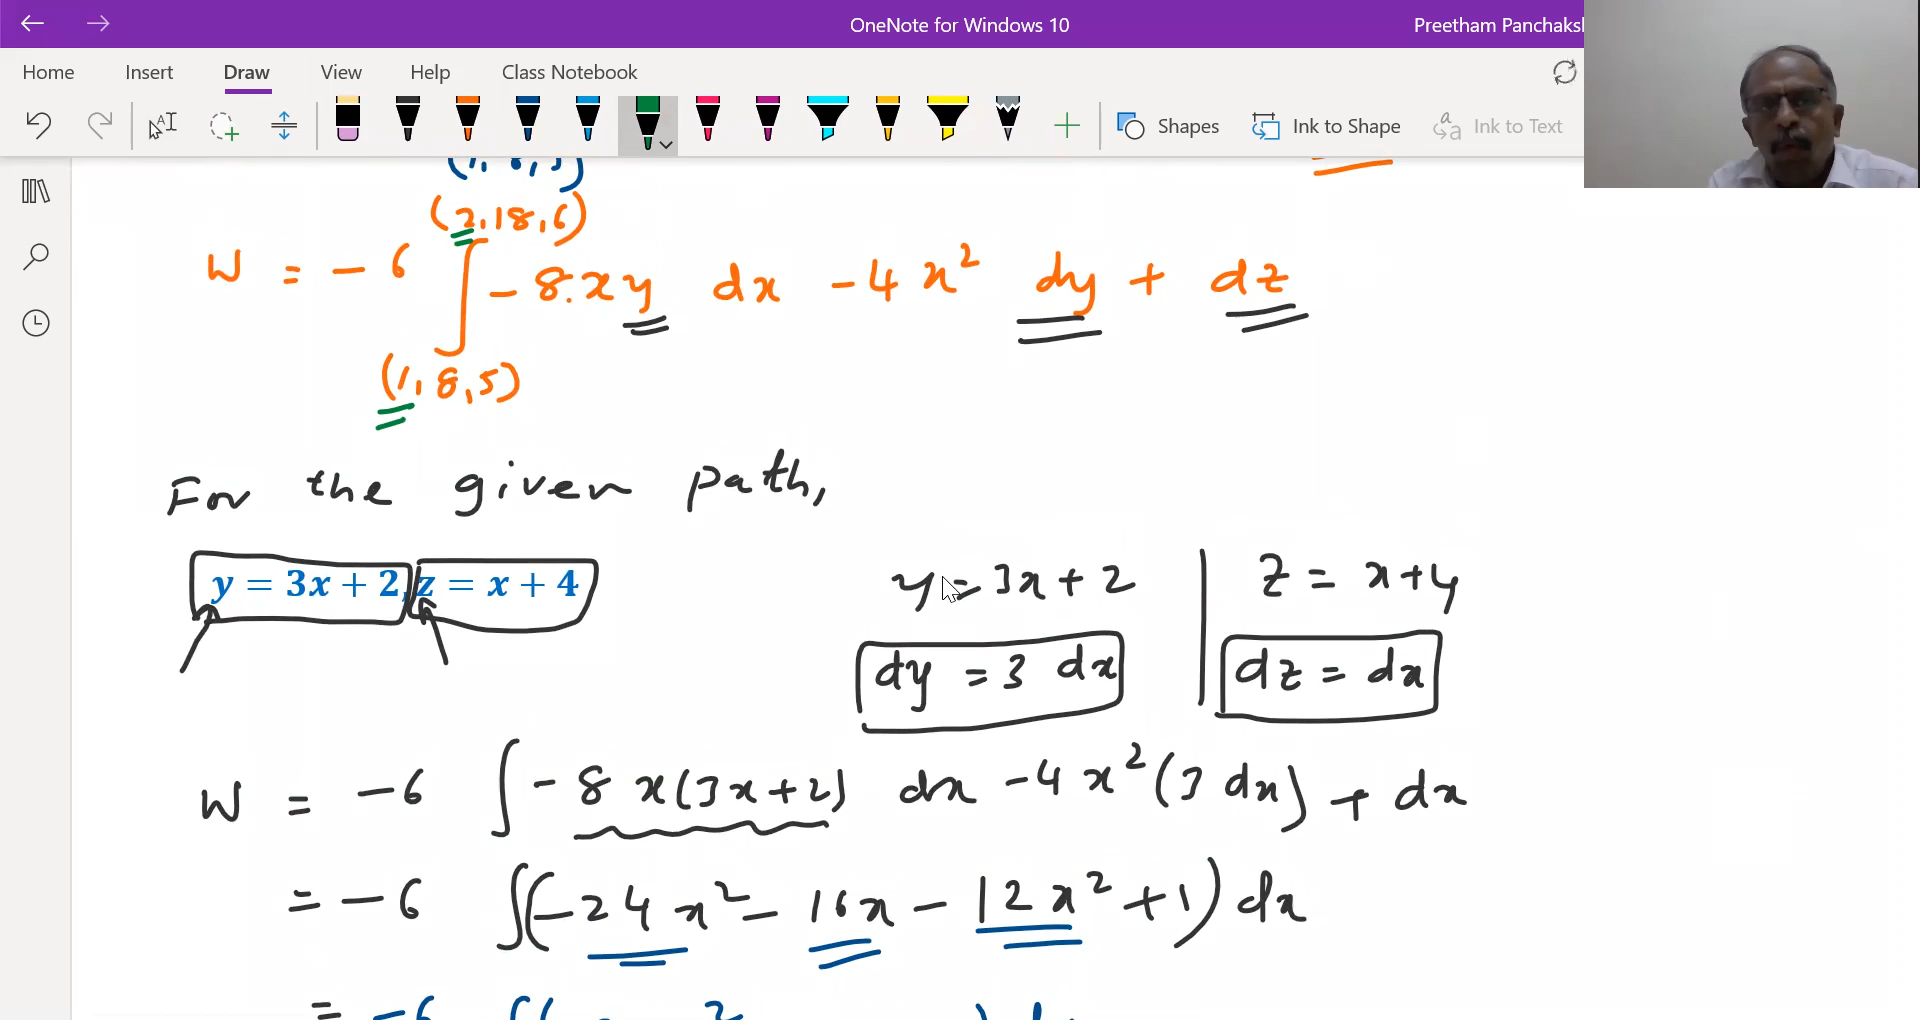 OneNote for Windows 10
Preetham Panchaks
Home Insert Draw View Help Class Notebook
Shapes Ink to Shape Ink to Text
(2,18,6)
W = -6 ∫ -8.xy dx -4x² dy + dz
(1,8,5)
For the given path,
y = 3x + 2, z = x + 4
y = 3x + 2 | z = x+4
dy = 3 dx | dz = dx
W = -6 ∫ -8 x(3x+2) dx -4x²(3 dx) + dx
= -6 ∫(-24x² - 16x - 12x² + 1) dx
= -6 ∫(